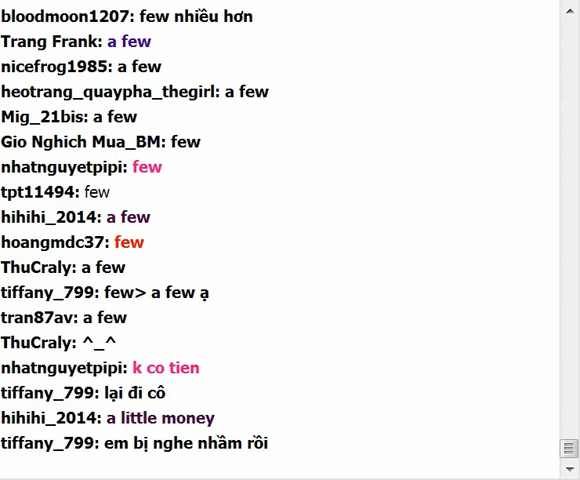 bloodmoon1207: few nhiều hơn
Trang Frank: a few
nicefrog1985: a few
heotrang_quaypha_thegirl: a few
Mig_21bis: a few
Gio Nghich Mua_BM: few
nhatnguyetpipi: few
tpt11494: few
hihihi_2014: a few
hoangmdc37: few
ThuCraly: a few
tiffany_799: few> a few ạ
tran87av: a few
ThuCraly: ^_^
nhatnguyetpipi: k co tien
tiffany_799: lại đi cô
hihihi_2014: a little money
tiffany_799: em bị nghe nhầm rồi